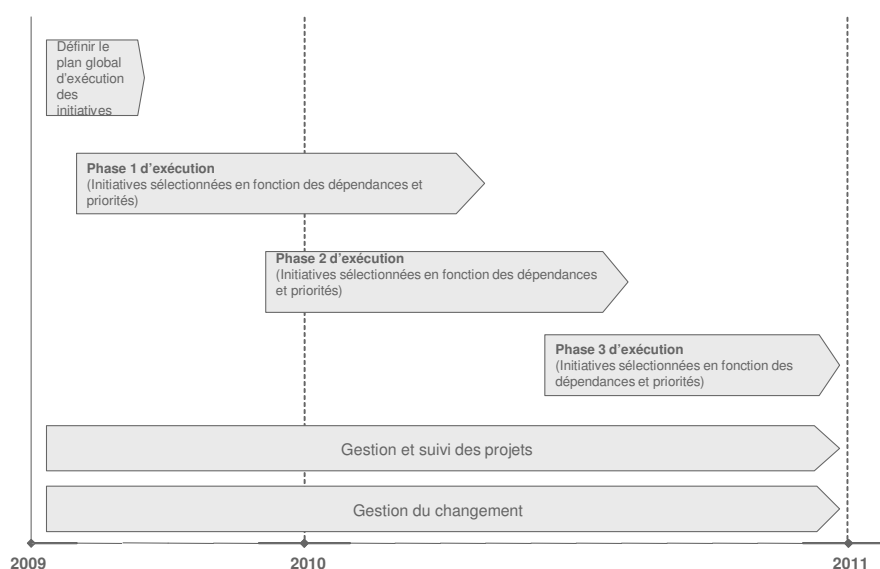 Définir le
plan global
d’exécution
des
initiatives
Phase 1 d’exécution
(Initiatives sélectionnées en fonction des dépendances et
priorités)
Phase 2 d’exécution
(Initiatives sélectionnées en fonction des dépendances
et priorités)
Phase 3 d’exécution
(Initiatives sélectionnées en fonction des
dépendances et priorités)
Gestion et suivi des projets
Gestion du changement
2009 2010 2011